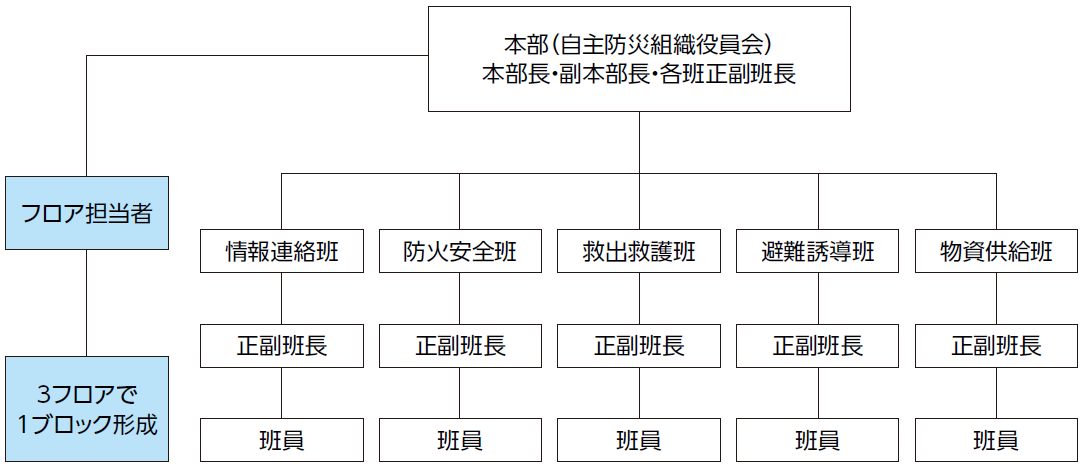 本部（自主防災組織役員会）
本部長・副本部長・各班正副班長
フロア担当者
3フロアで
1ブロック形成
情報連絡班
防火安全班
救出救護班
避難誘導班
物資供給班
正副班長
正副班長
正副班長
正副班長
正副班長
班員
班員
班員
班員
班員